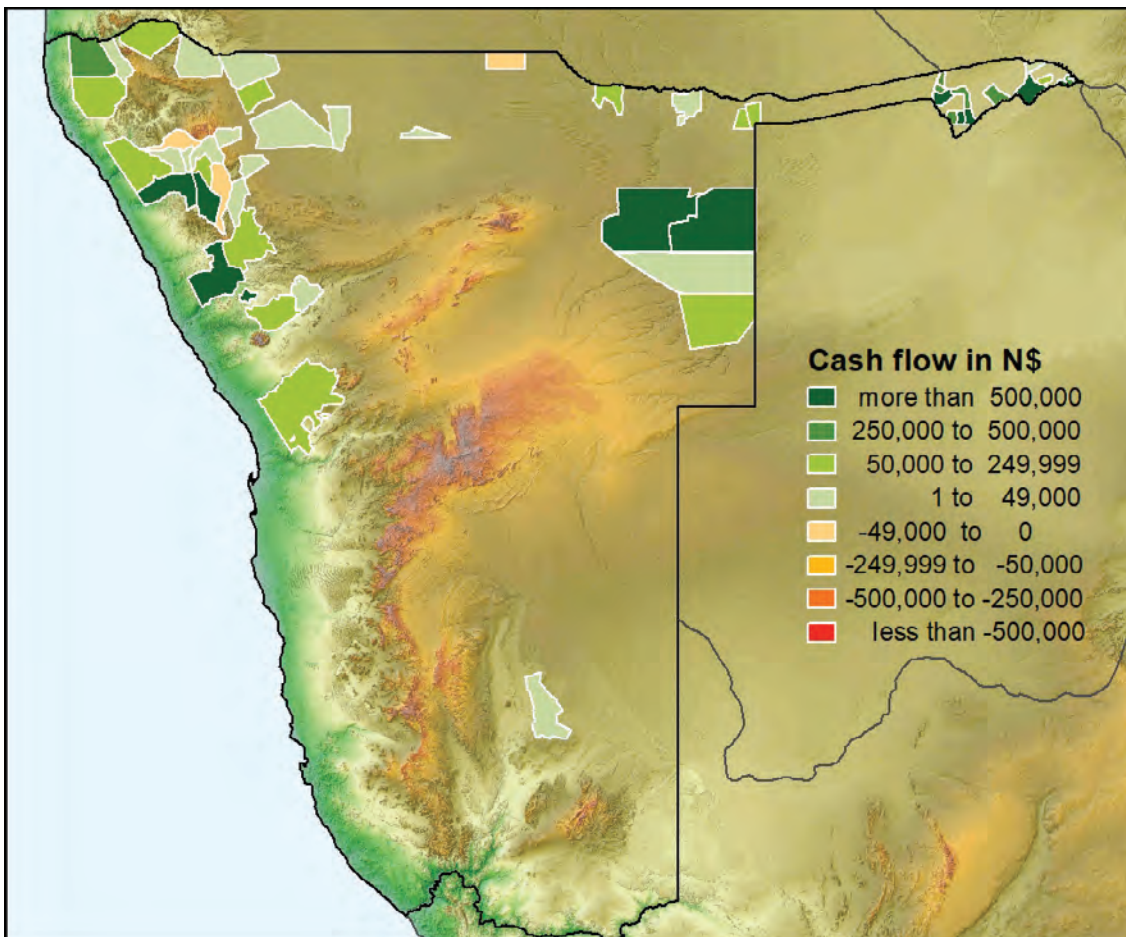 Cash flow in N$
more than 500,000
250,000 to 500,000
50,000 to 249,999
1 to 49,000
-49,000 to 0
-249,999 to -50,000
-500,000 to -250,000
less than -500,000